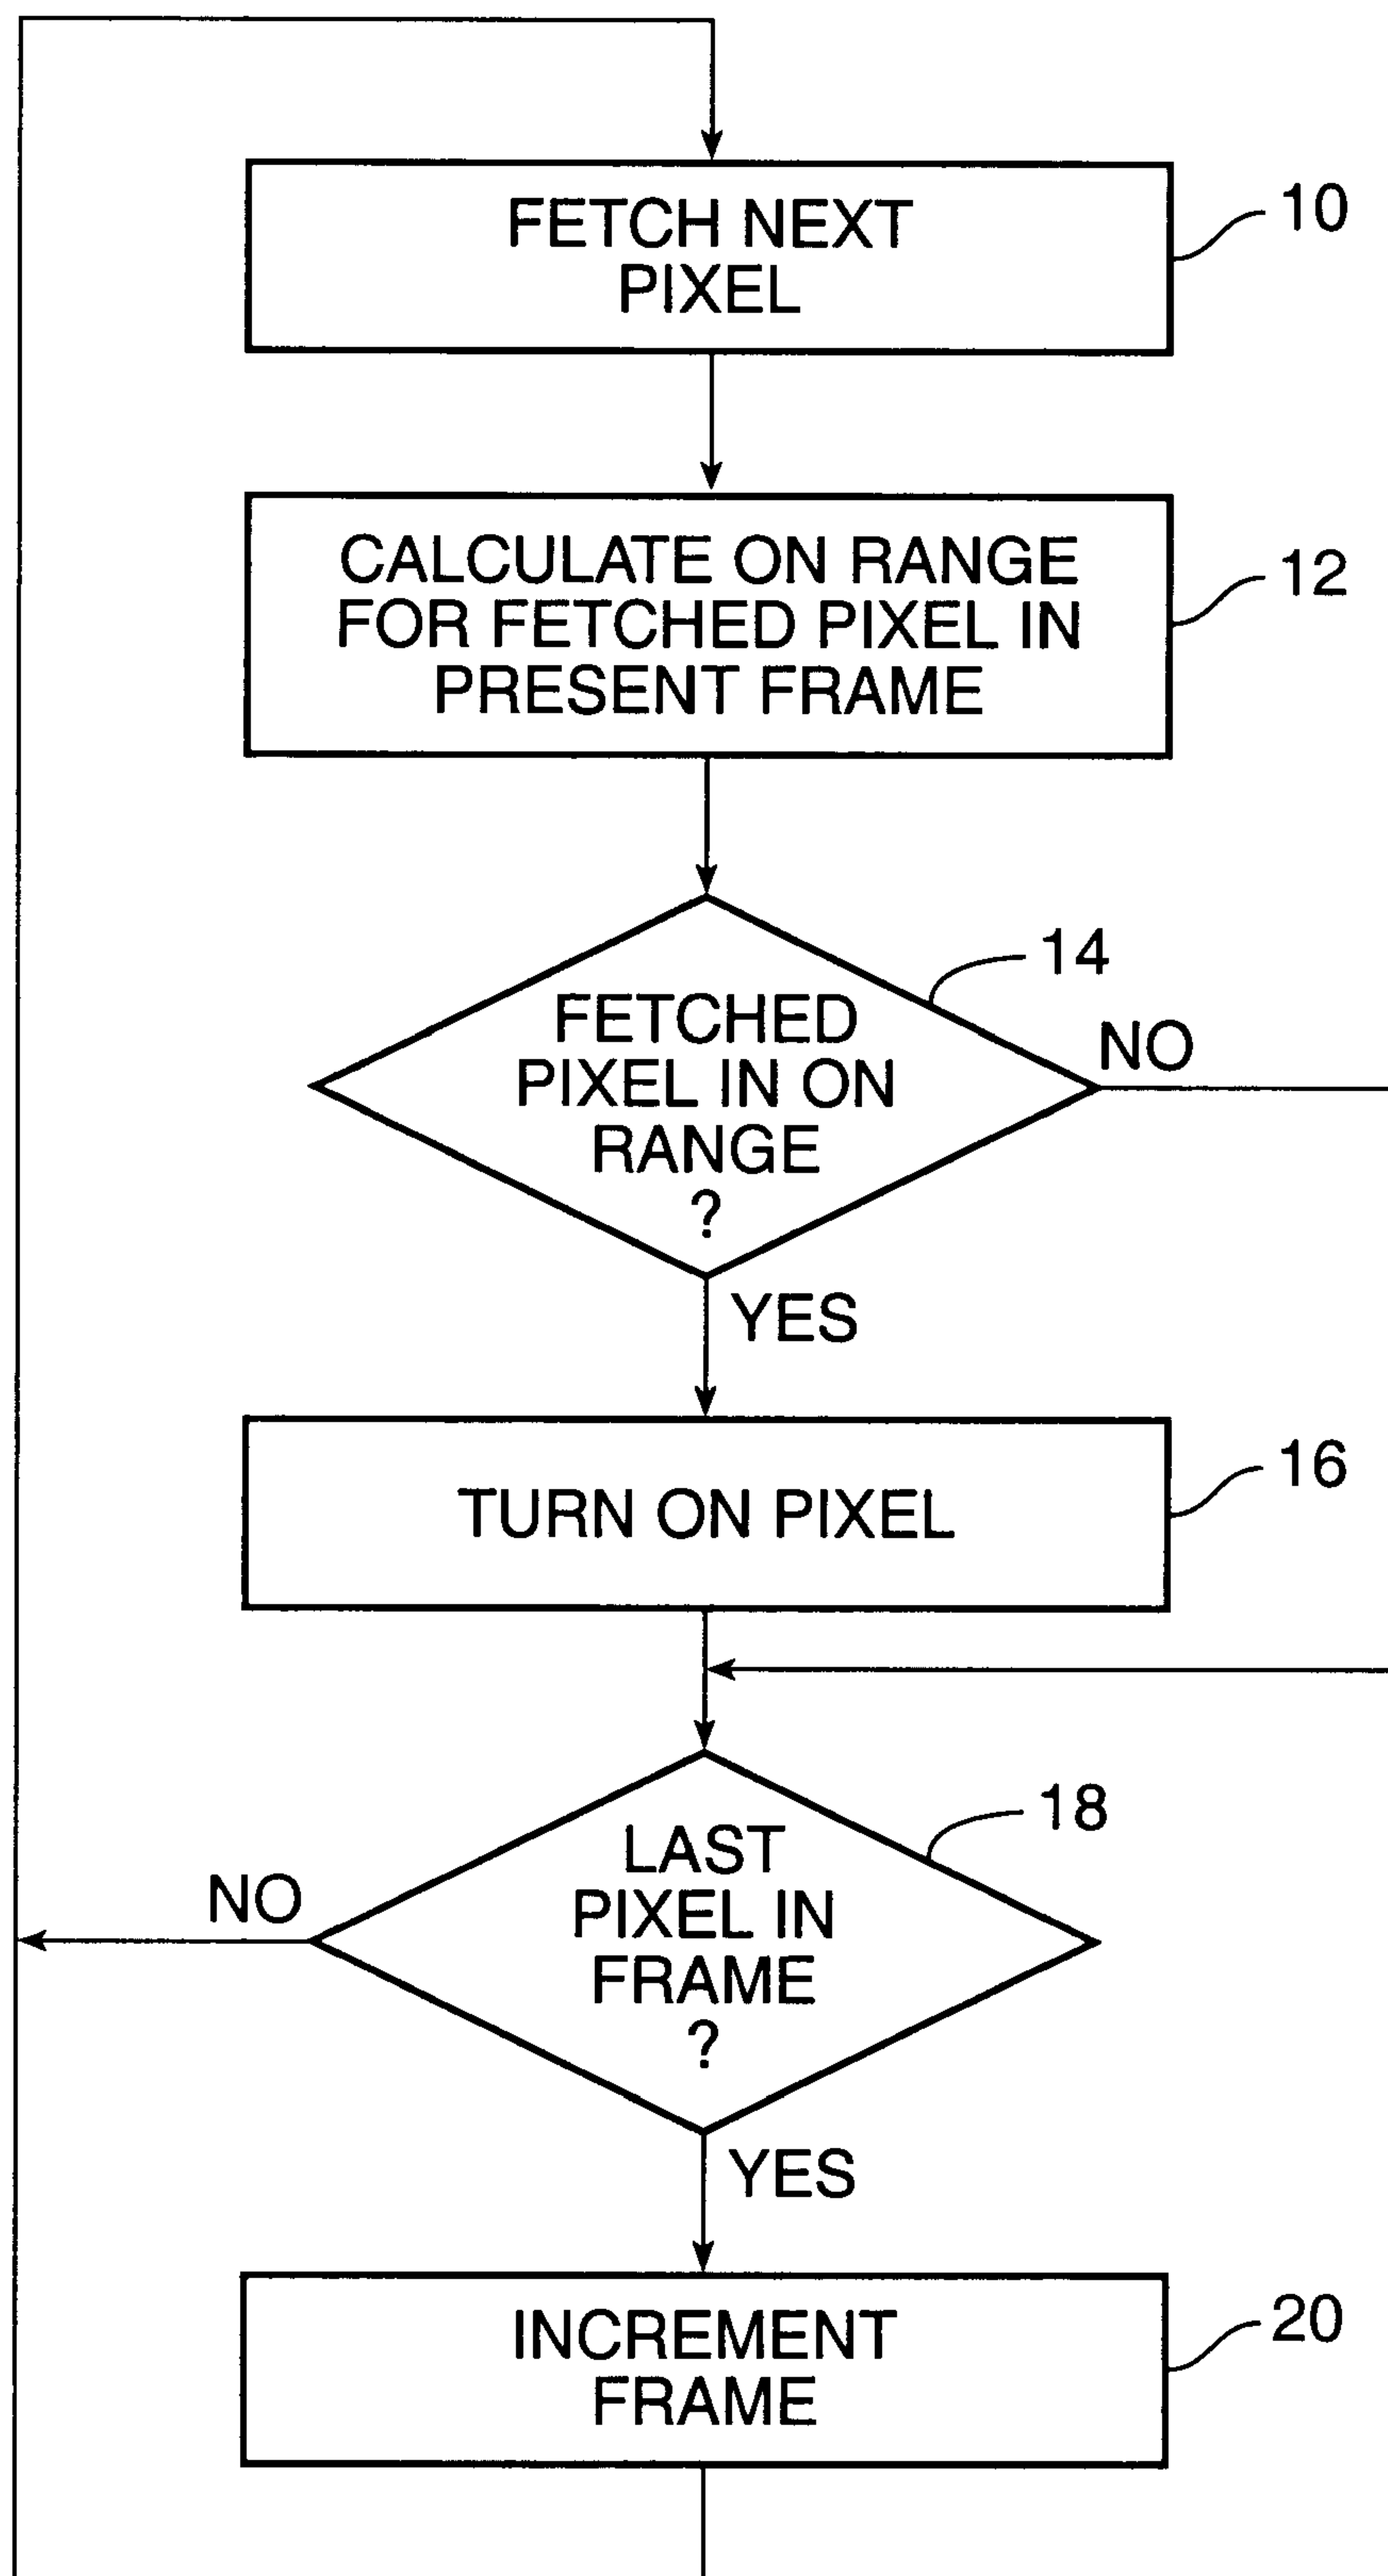 FETCH NEXT
PIXEL
10
CALCULATE ON RANGE
FOR FETCHED PIXEL IN
PRESENT FRAME
12
14
FETCHED
PIXEL IN ON
RANGE
?
NO
YES
TURN ON PIXEL
16
18
LAST
PIXEL IN
FRAME
?
NO
YES
INCREMENT
FRAME
20